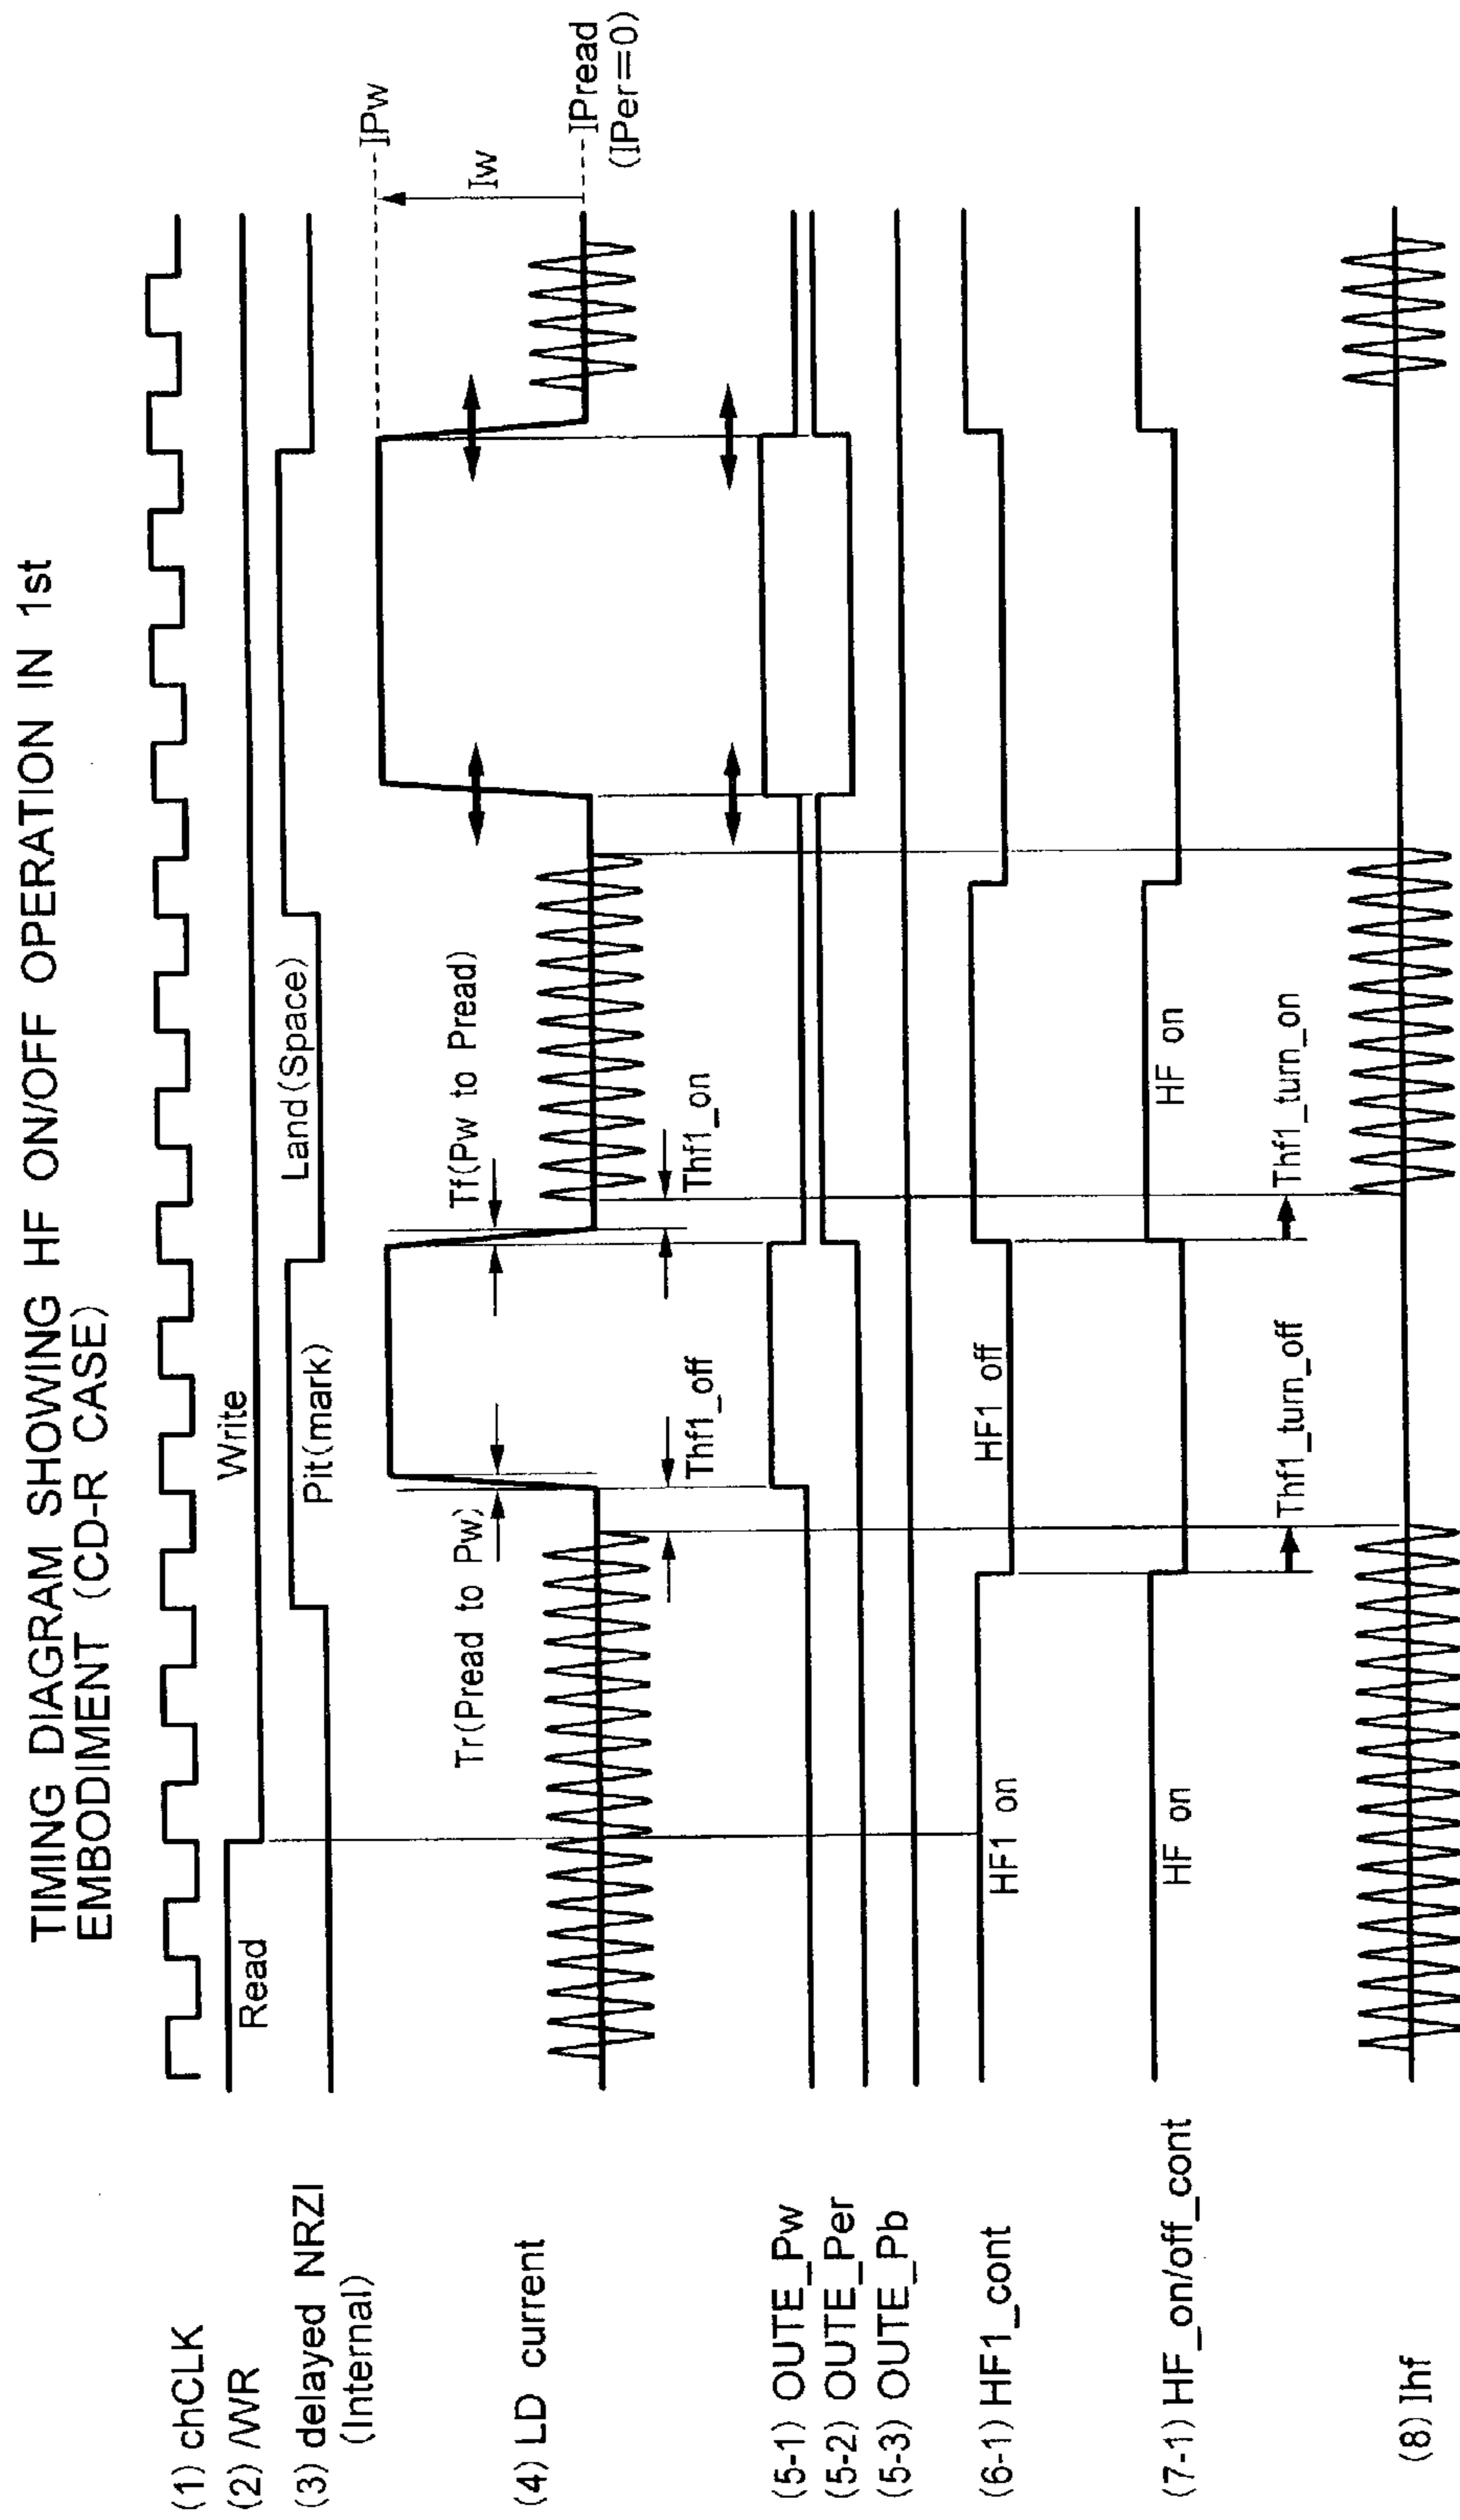 TIMING DIAGRAM SHOWING HF ON/OFF OPERATION IN 1st
EMBODIMENT (CD-R CASE)
(1) chCLK
(2) /WR
Read
Write
(3) delayed NRZI
(Internal)
Pit(mark)
Land(Space)
(4) LD current
Tr(Pread to Pw)
Tf(Pw to Pread)
Thf1_off
Thf1_on
IPw
Iw
IPread
(IPer=0)
(5-1) OUTE_Pw
(5-2) OUTE_Per
(5-3) OUTE_Pb
(6-1) HF1_cont
HF1 on
HF1 off
(7-1) HF_on/off_cont
HF on
HF on
Thf1_turn_off
Thf1_turn_on
(8) Ihf